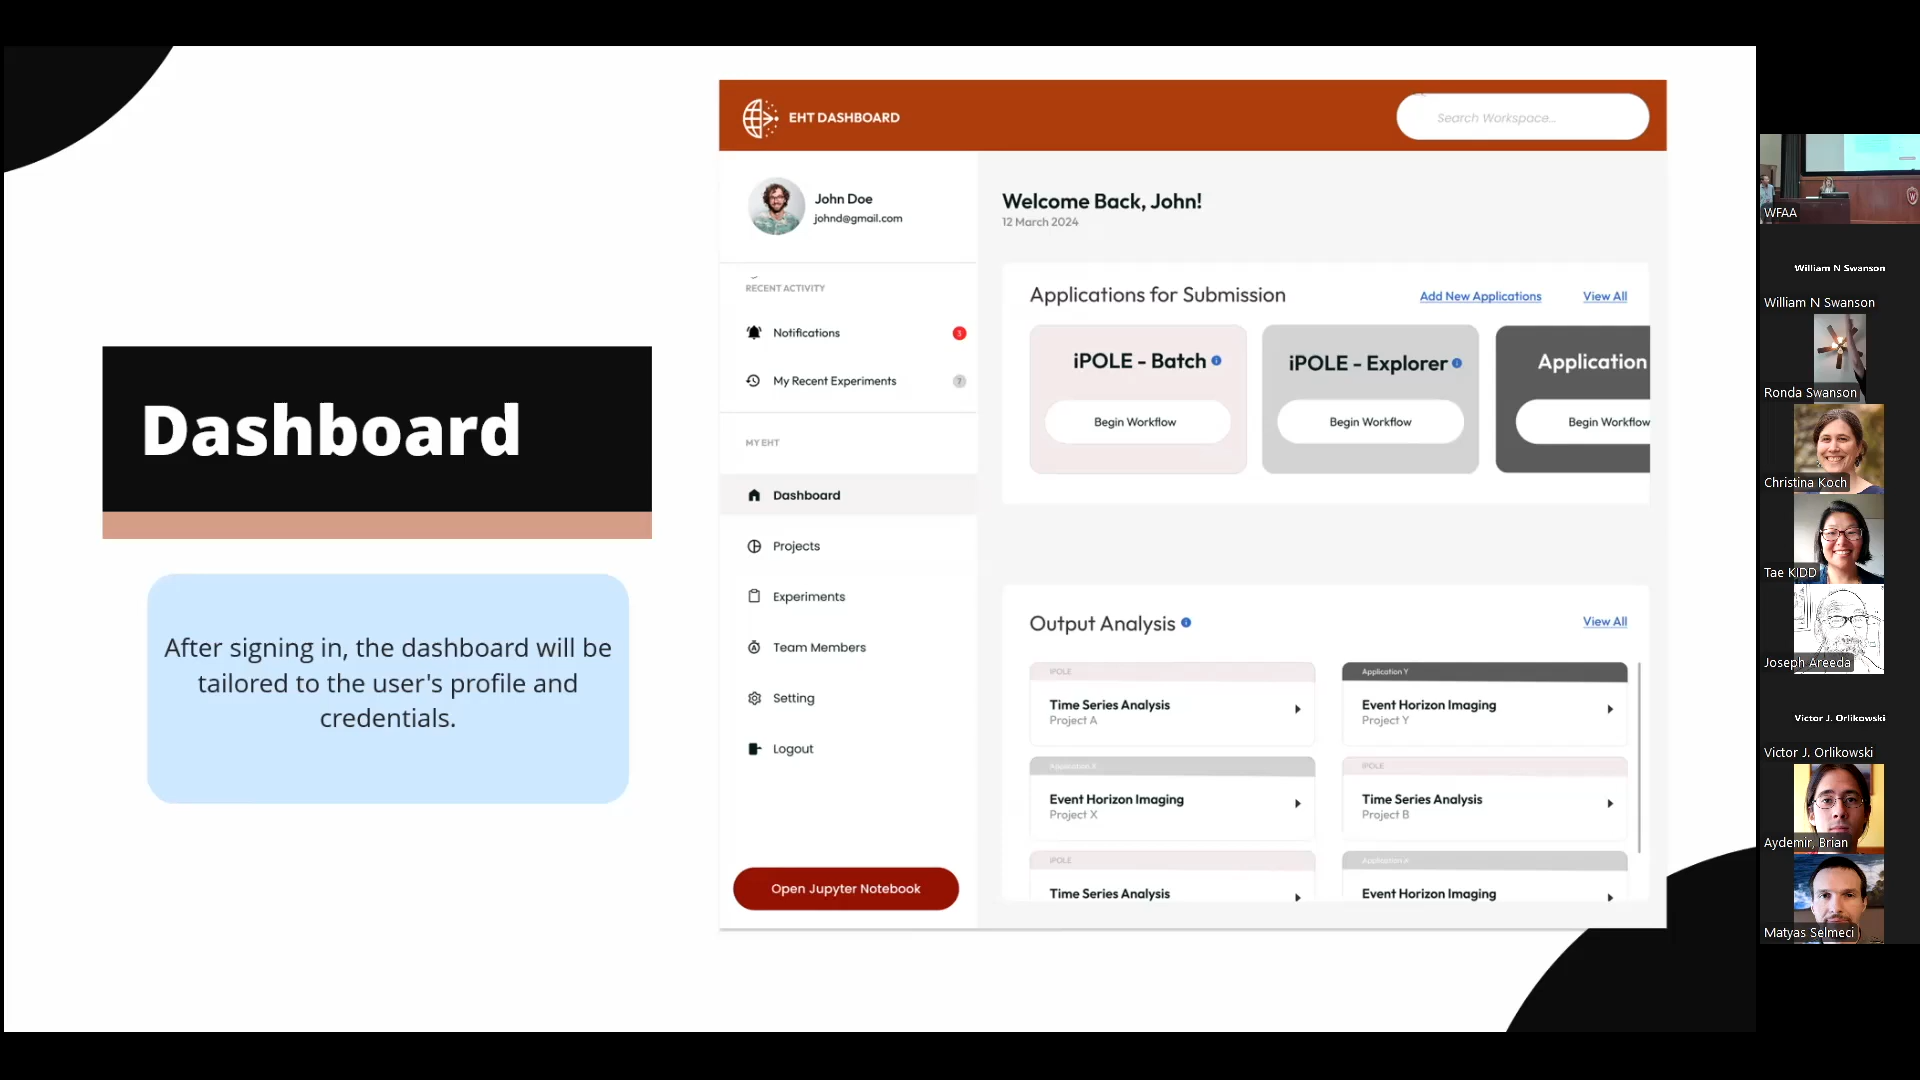 Dashboard
After signing in, the dashboard will be
tailored to the user's profile and
credentials.
EHT DASHBOARD
Search Workspace...
John Doe
johnd@gmail.com
RECENT ACTIVITY
Notifications
3
My Recent Experiments
7
MY EHT
Dashboard
Projects
Experiments
Team Members
Setting
Logout
Open Jupyter Notebook
Welcome Back, John!
12 March 2024
Applications for Submission
Add New Applications
View All
iPOLE - Batch
Begin Workflow
iPOLE - Explorer
Begin Workflow
Application
Begin Workflow
Output Analysis
View All
iPOLE
Time Series Analysis
Project A
Application Y
Event Horizon Imaging
Project Y
Application X
Event Horizon Imaging
Project X
iPOLE
Time Series Analysis
Project B
iPOLE
Time Series Analysis
Application X
Event Horizon Imaging
WFAA
William N Swanson
William N Swanson
Ronda Swanson
Christina Koch
Tae KIDD
Joseph Areeda
Victor J. Orlikowski
Victor J. Orlikowski
Aydemir, Brian
Matyas Selmeci